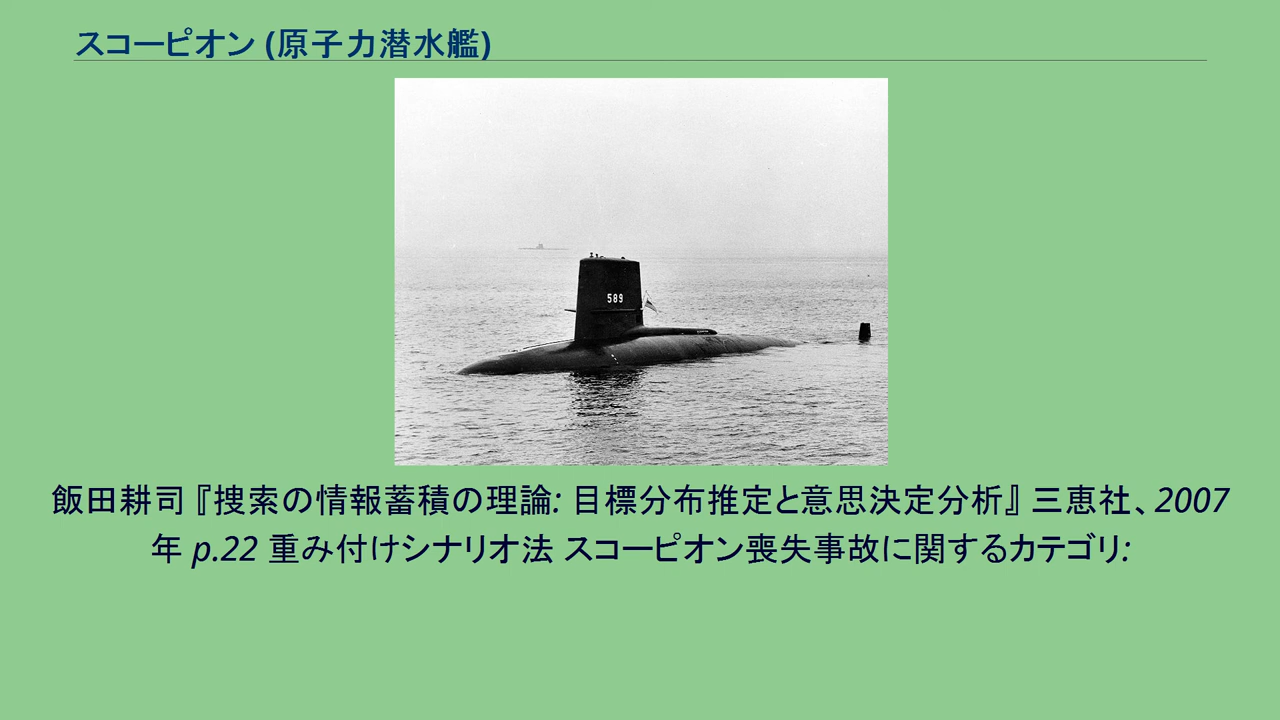 スコーピオン (原子力潜水艦)
589
飯田耕司『捜索の情報蓄積の理論: 目標分布推定と意思決定分析』三恵社、2007
年 p.22 重み付けシナリオ法 スコーピオン喪失事故に関するカテゴリ: